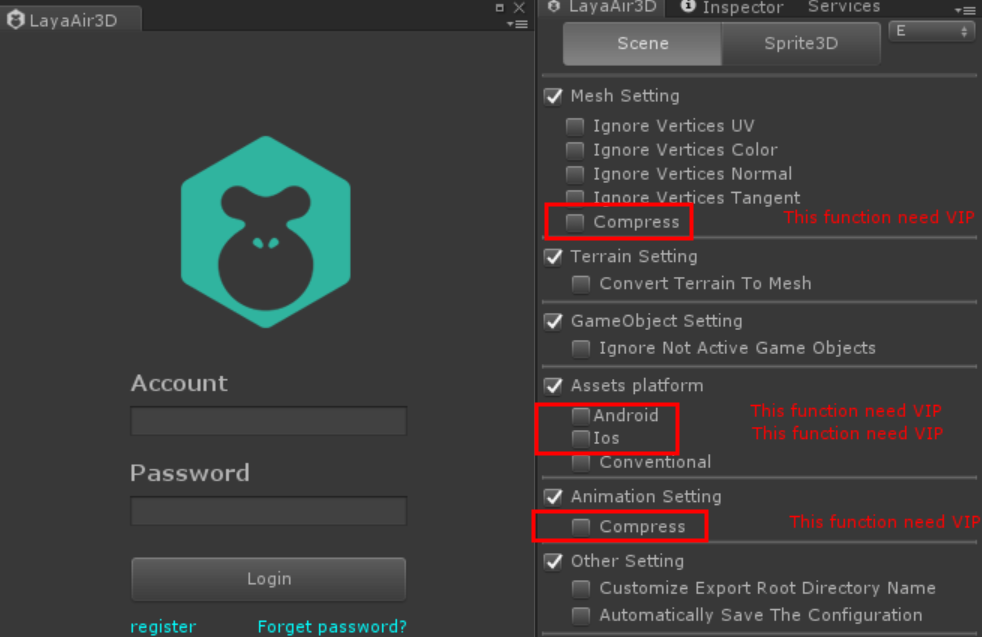 LayaAir3D
Account
Password
Login
register
Forget password?
LayaAir3D
Inspector
Services
Scene
Sprite3D
E
Mesh Setting
Ignore Vertices UV
Ignore Vertices Color
Ignore Vertices Normal
Ignore Vertices Tangent
Compress
This function need VIP
Terrain Setting
Convert Terrain To Mesh
GameObject Setting
Ignore Not Active Game Objects
Assets platform
Android
This function need VIP
Ios
This function need VIP
Conventional
Animation Setting
Compress
This function need VIP
Other Setting
Customize Export Root Directory Name
Automatically Save The Configuration